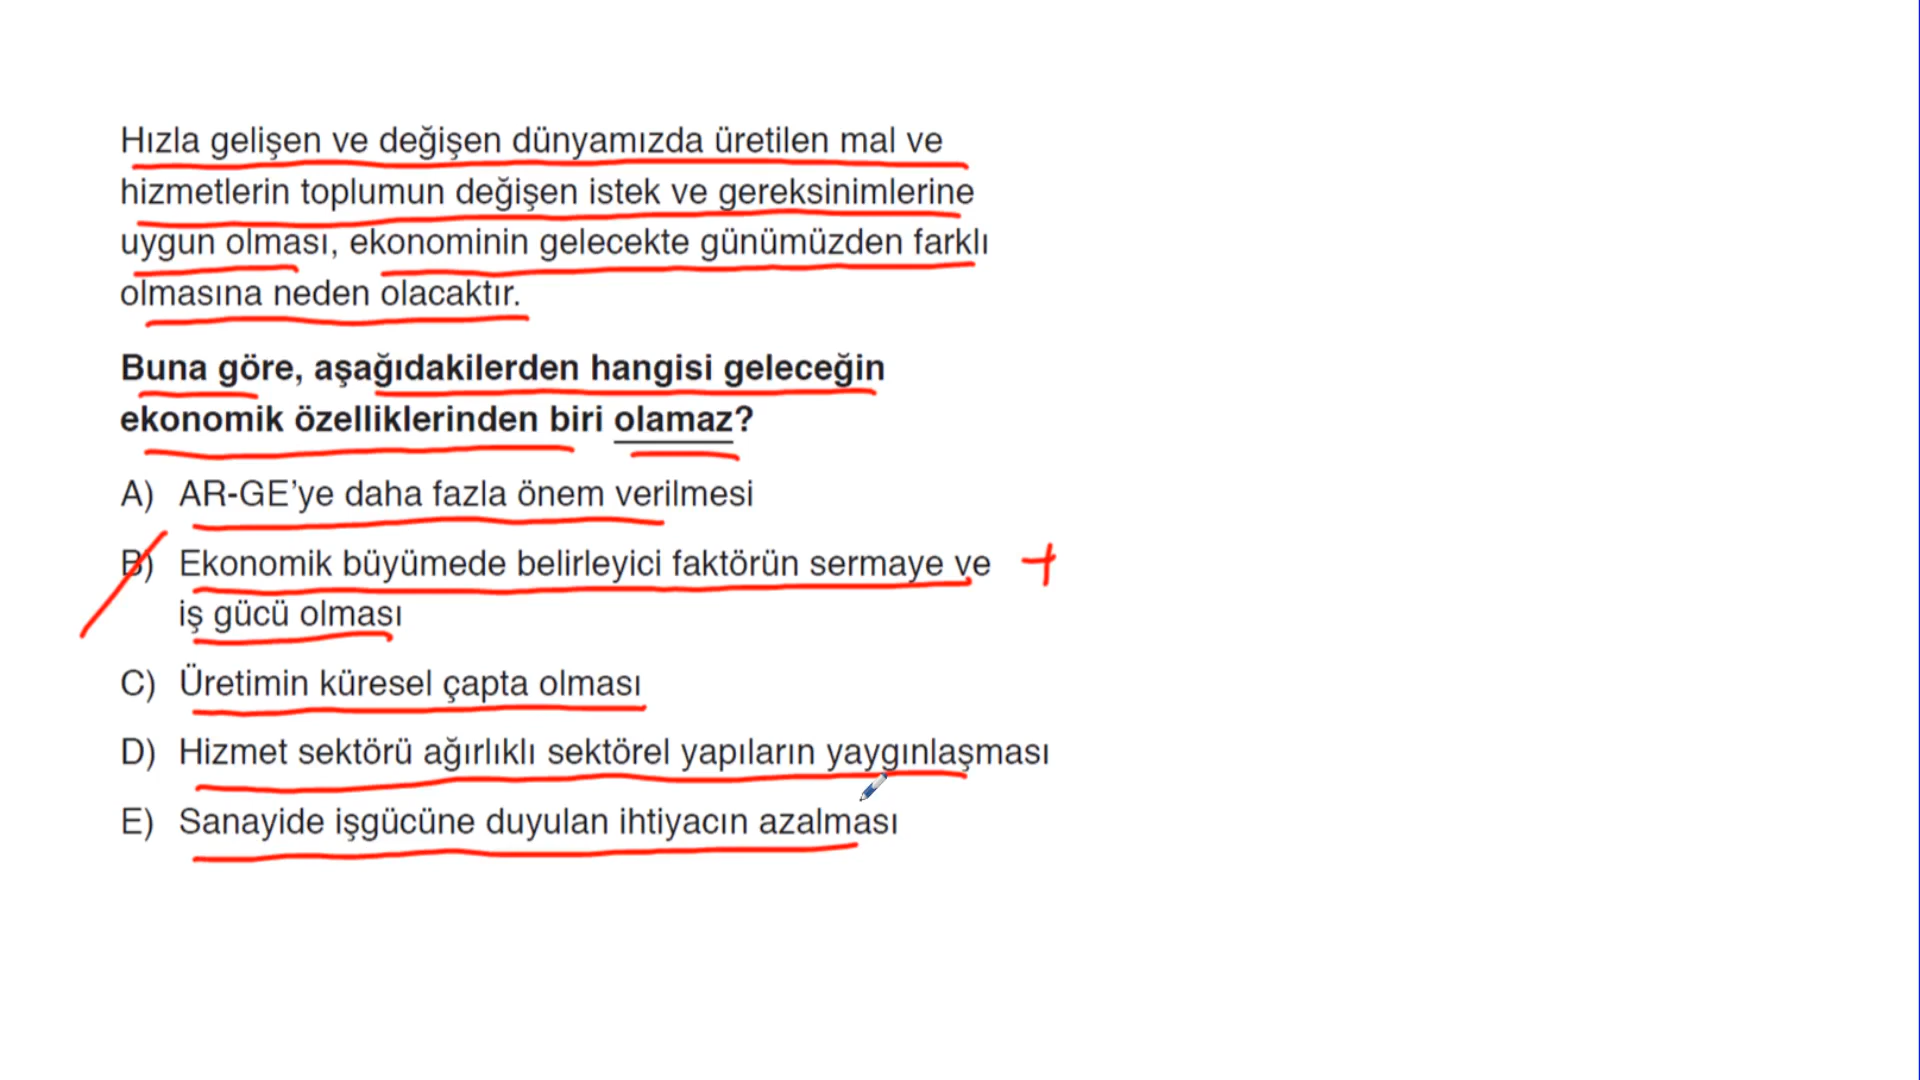 Hızla gelişen ve değişen dünyamızda üretilen mal ve
hizmetlerin toplumun değişen istek ve gereksinimlerine
uygun olması, ekonominin gelecekte günümüzden farklı
olmasına neden olacaktır.
Buna göre, aşağıdakilerden hangisi geleceğin
ekonomik özelliklerinden biri olamaz?
A) AR-GE’ye daha fazla önem verilmesi
B) Ekonomik büyümede belirleyici faktörün sermaye ve +
iş gücü olması
C) Üretimin küresel çapta olması
D) Hizmet sektörü ağırlıklı sektörel yapıların yaygınlaşması
E) Sanayide işgücüne duyulan ihtiyacın azalması